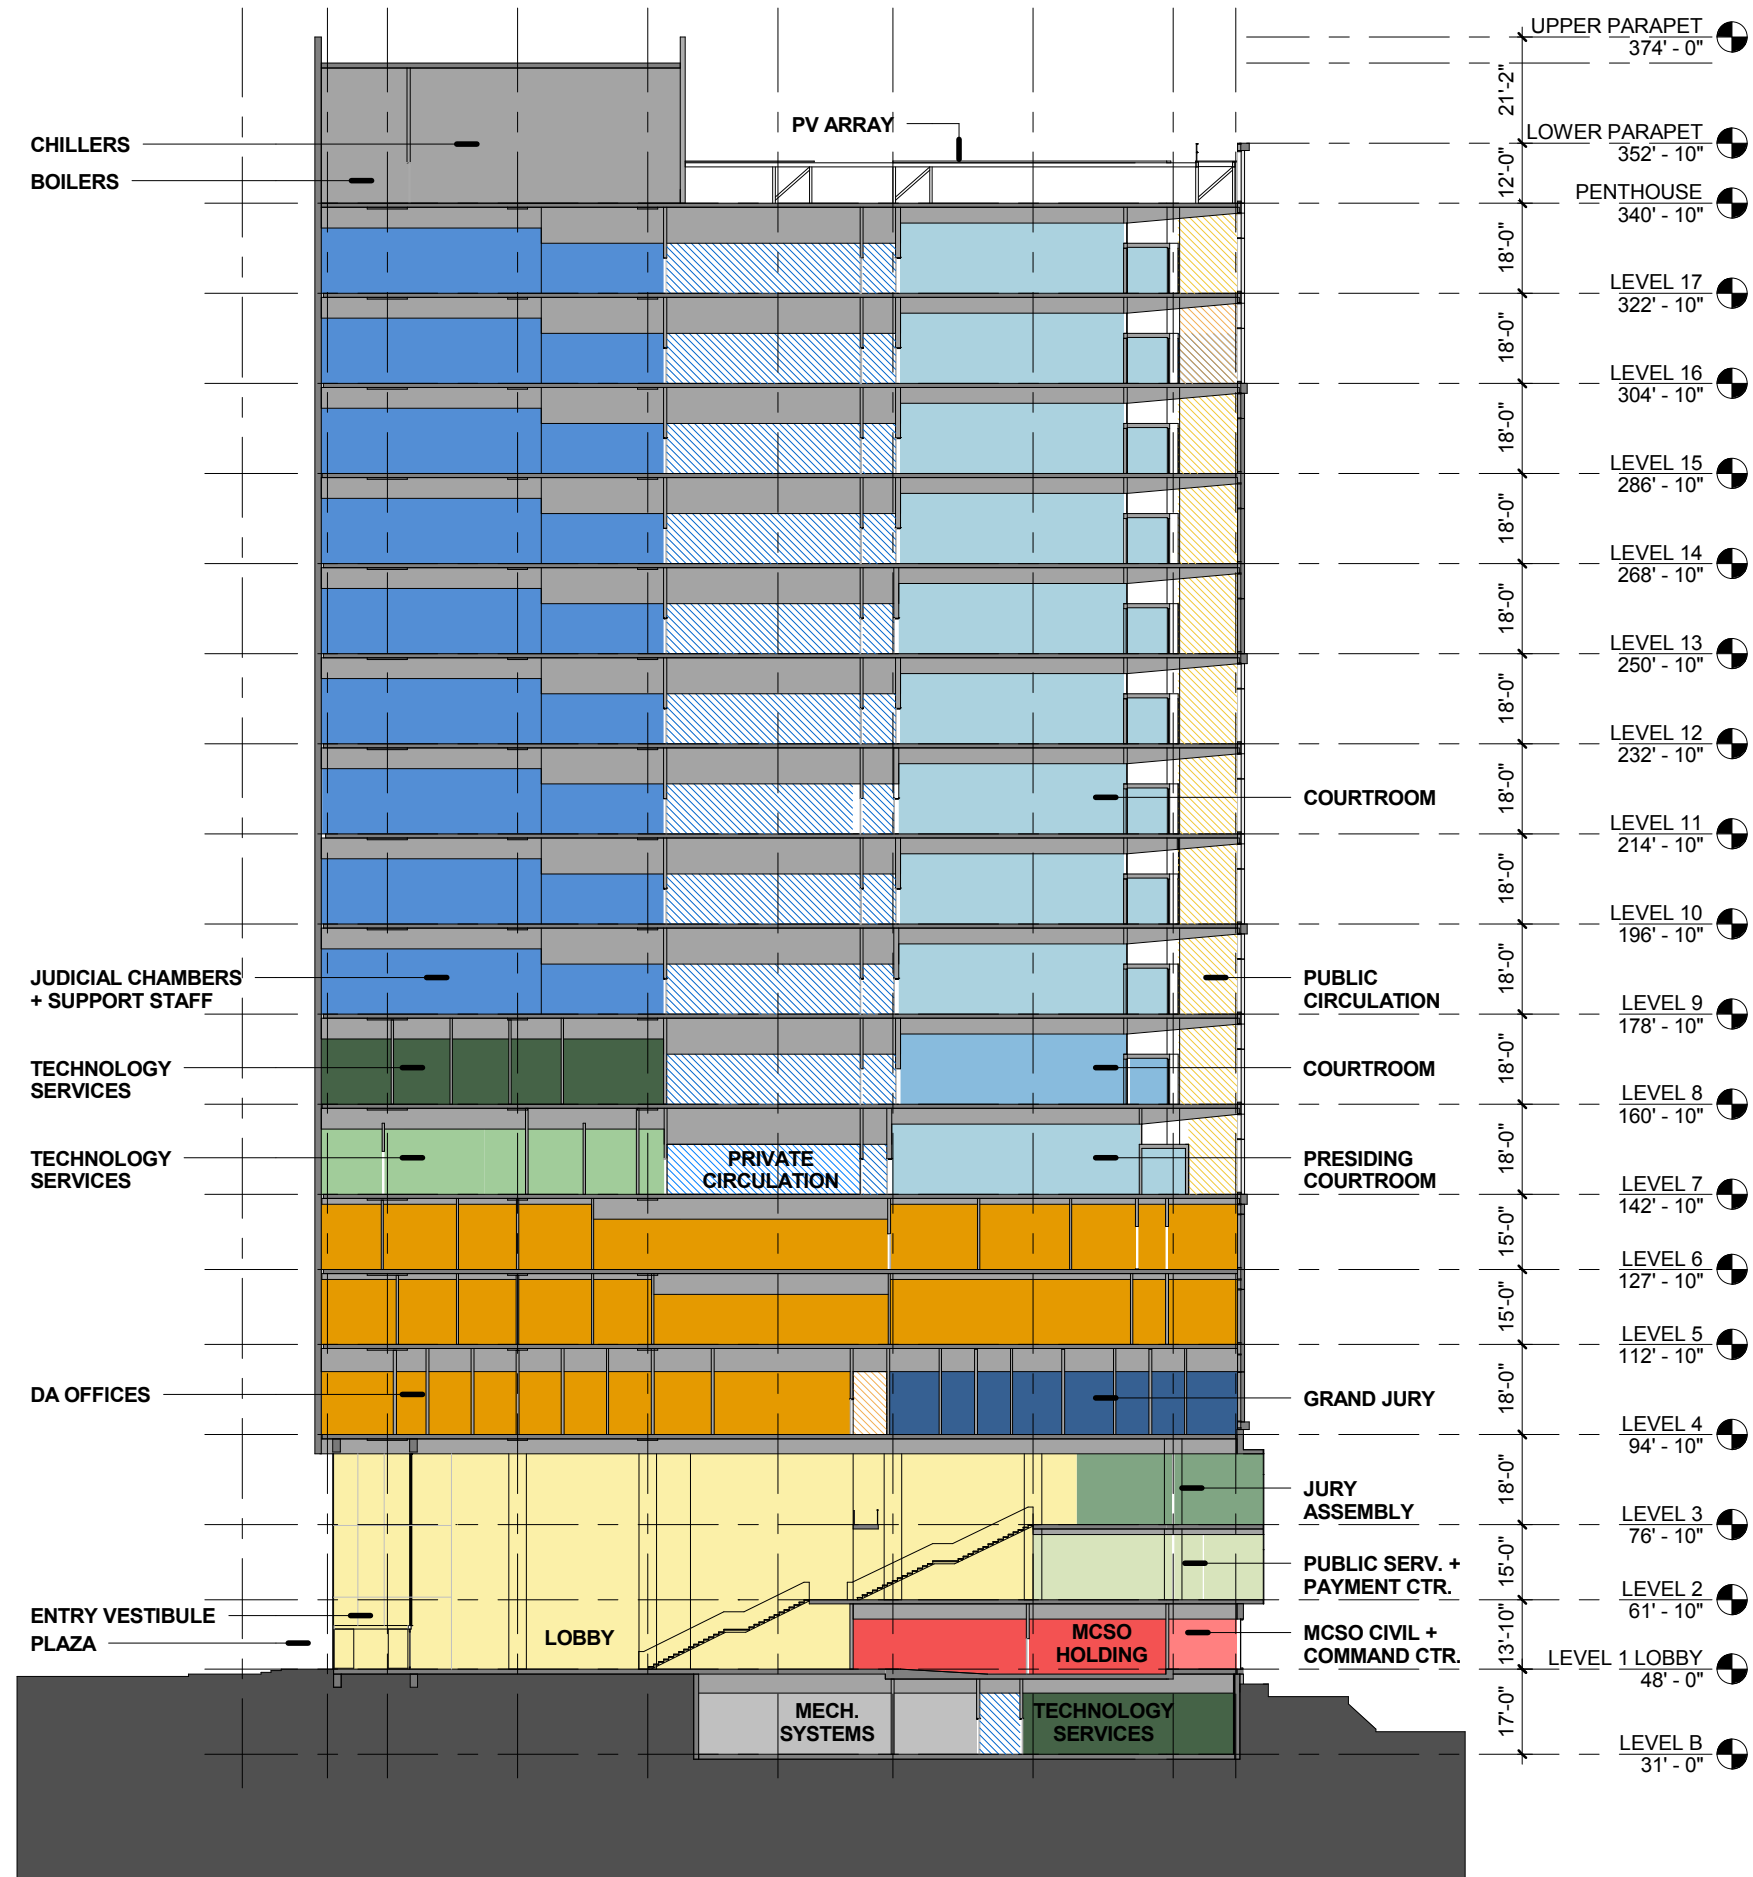 UPPER PARAPET
374' - 0"
21'-2"
PV ARRAY
LOWER PARAPET
352' - 10"
CHILLERS
BOILERS
12'-0"
PENTHOUSE
340' - 10"
18'-0"
LEVEL 17
322' - 10"
18'-0"
LEVEL 16
304' - 10"
18'-0"
LEVEL 15
286' - 10"
18'-0"
LEVEL 14
268' - 10"
18'-0"
LEVEL 13
250' - 10"
18'-0"
LEVEL 12
232' - 10"
COURTROOM
18'-0"
LEVEL 11
214' - 10"
18'-0"
LEVEL 10
196' - 10"
JUDICIAL CHAMBERS
+ SUPPORT STAFF
PUBLIC
CIRCULATION
18'-0"
LEVEL 9
178' - 10"
TECHNOLOGY
SERVICES
COURTROOM
18'-0"
LEVEL 8
160' - 10"
TECHNOLOGY
SERVICES
PRIVATE
CIRCULATION
PRESIDING
COURTROOM
18'-0"
LEVEL 7
142' - 10"
15'-0"
LEVEL 6
127' - 10"
15'-0"
LEVEL 5
112' - 10"
DA OFFICES
GRAND JURY
18'-0"
LEVEL 4
94' - 10"
JURY
ASSEMBLY
18'-0"
LEVEL 3
76' - 10"
PUBLIC SERV. +
PAYMENT CTR.
15'-0"
LEVEL 2
61' - 10"
ENTRY VESTIBULE
PLAZA
LOBBY
MCSO
HOLDING
MCSO CIVIL +
COMMAND CTR.
13'-10"
LEVEL 1 LOBBY
48' - 0"
MECH.
SYSTEMS
TECHNOLOGY
SERVICES
17'-0"
LEVEL B
31' - 0"